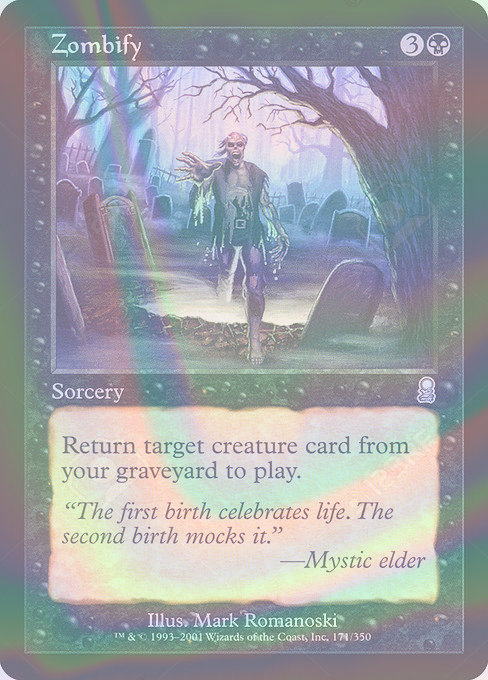 Zombify
3
Sorcery
Return target creature card from
your graveyard to play.
“The first birth celebrates life. The
second birth mocks it.”
—Mystic elder
Illus. Mark Romanoski
™ & © 1993–2001 Wizards of the Coast, Inc. 171/350